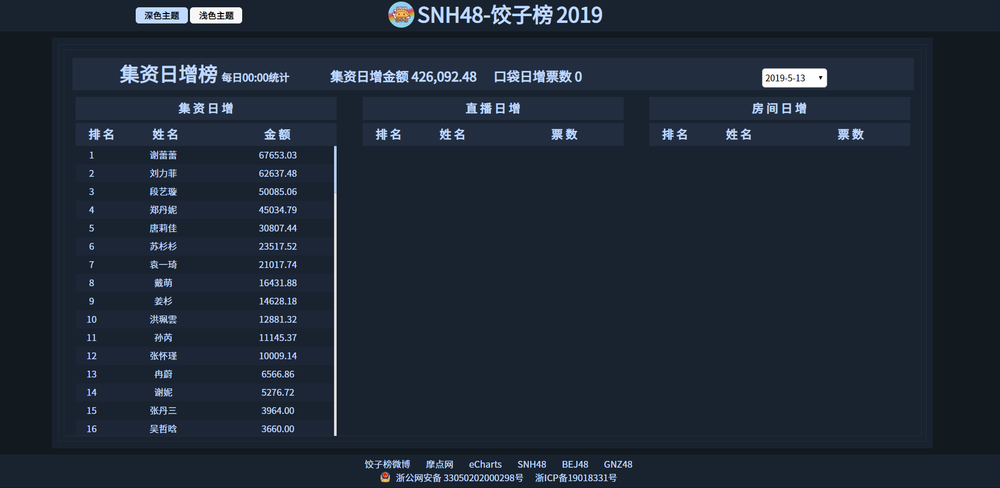 深色主题 浅色主题 SNH48-饺子榜 2019
集资日增榜 每日00:00统计 集资日增金额 426,092.48 口袋日增票数 0 2019-5-13
集资日增 直播日增 房间日增
排名 姓名 金额 排名 姓名 票数 排名 姓名 票数
1 谢蕾蕾 67653.03
2 刘力菲 62637.48
3 段艺璇 50085.06
4 郑丹妮 45034.79
5 唐莉佳 30807.44
6 苏杉杉 23517.52
7 袁一琦 21017.74
8 戴萌 16431.88
9 姜杉 14628.18
10 洪珮雲 12881.32
11 孙芮 11145.37
12 张怀瑾 10009.14
13 冉蔚 6566.86
14 谢妮 5276.72
15 张丹三 3964.00
16 吴哲晗 3660.00
饺子榜微博 摩点网 eCharts SNH48 BEJ48 GNZ48
浙公网安备 33050202000298号 浙ICP备19018331号